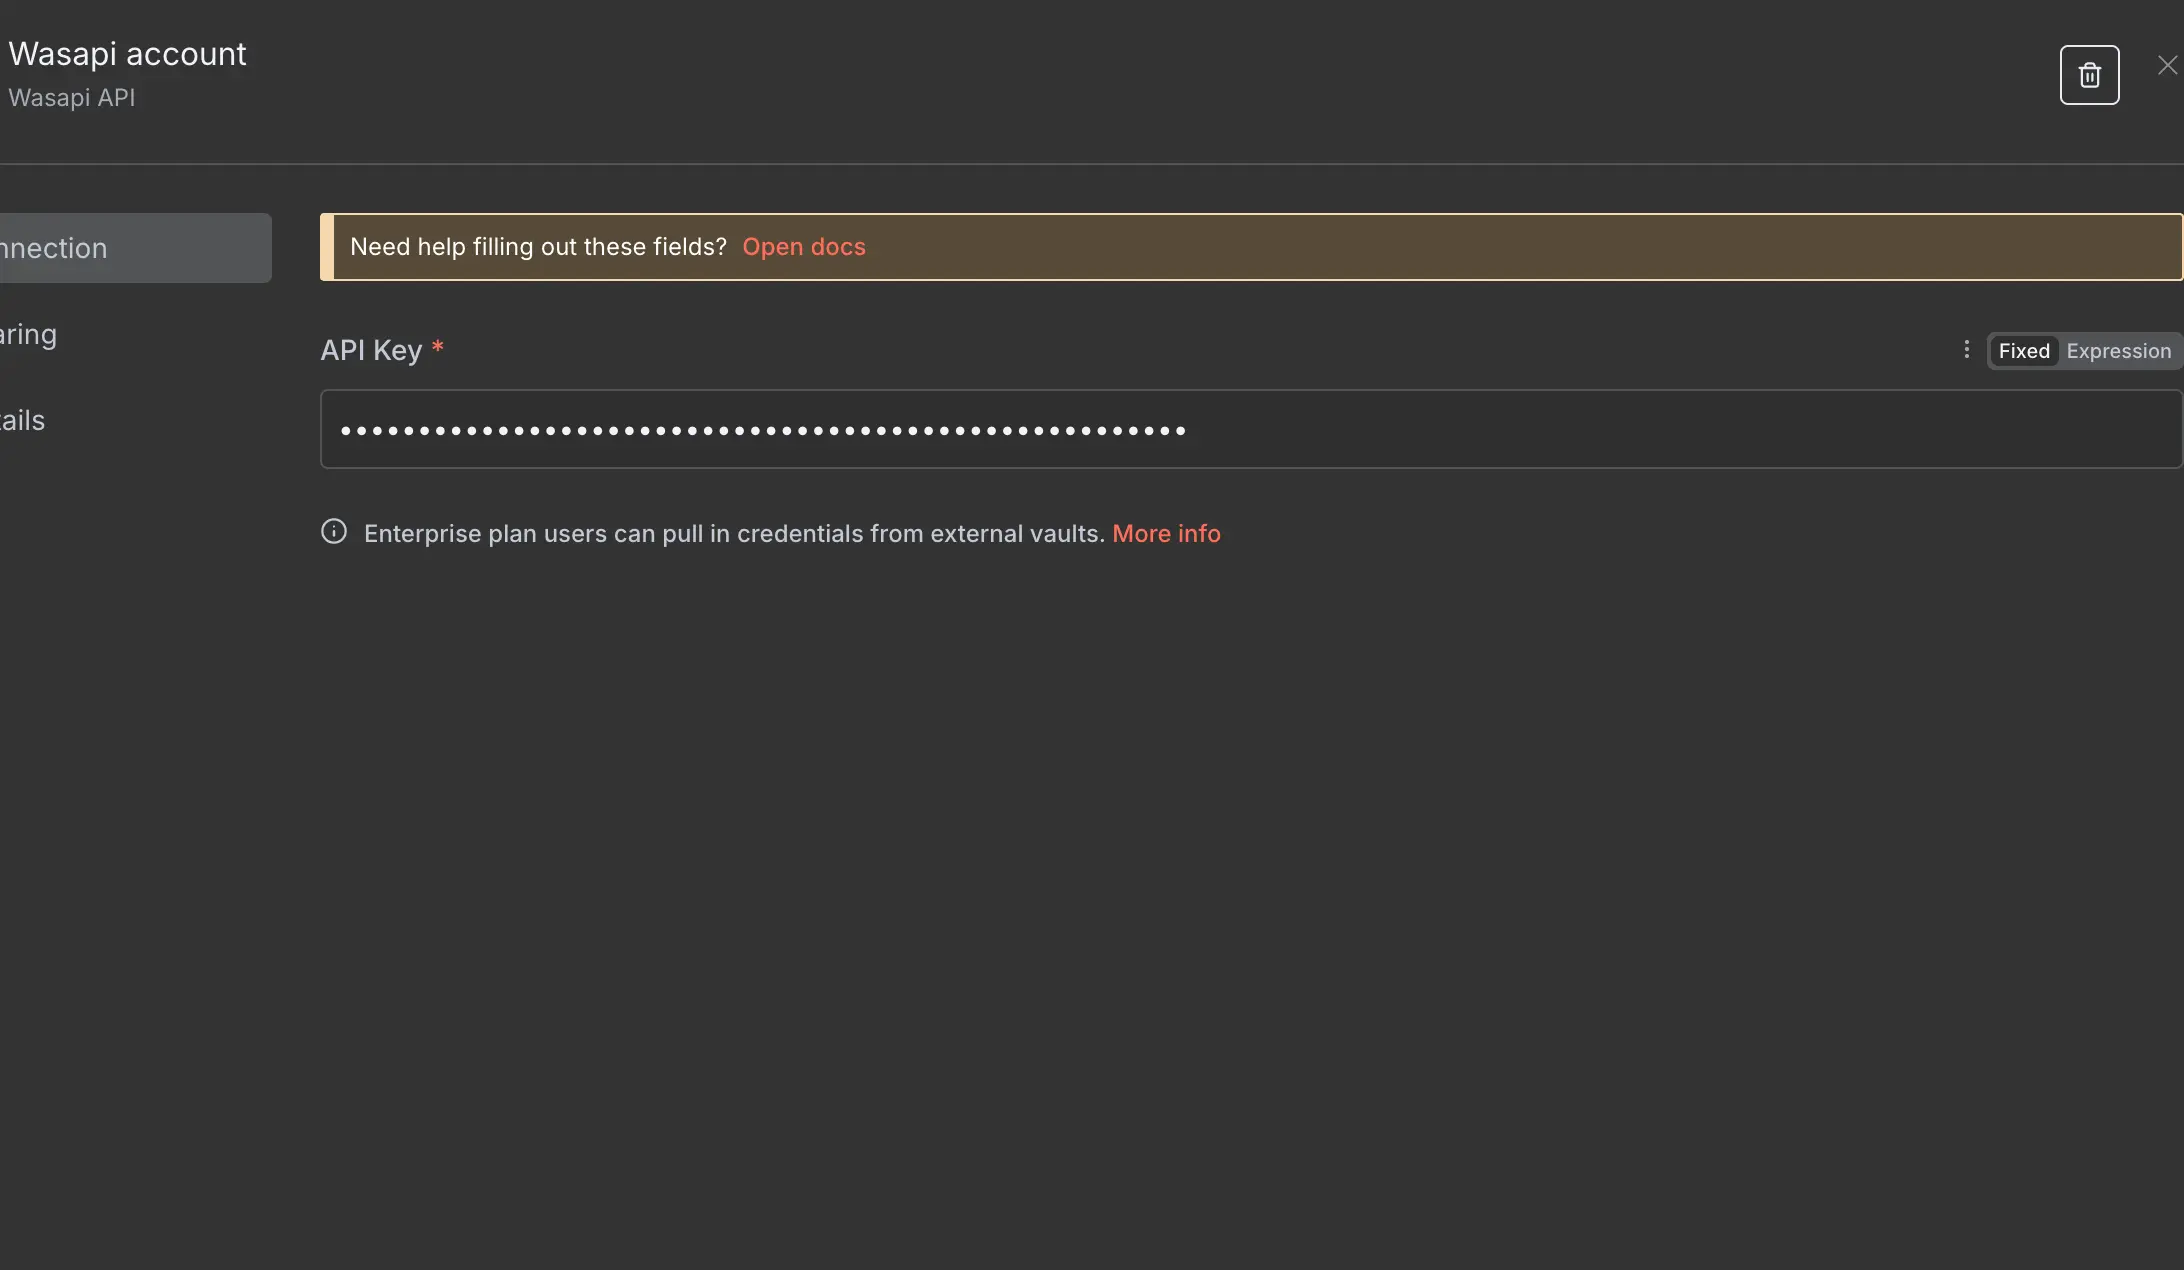 Wasapi account
Wasapi API
nnection
Need help filling out these fields? Open docs
aring
API Key *
Fixed Expression
ails
••••••••••••••••••••••••••••••••••••••••••••••••••••••
Enterprise plan users can pull in credentials from external vaults. More info